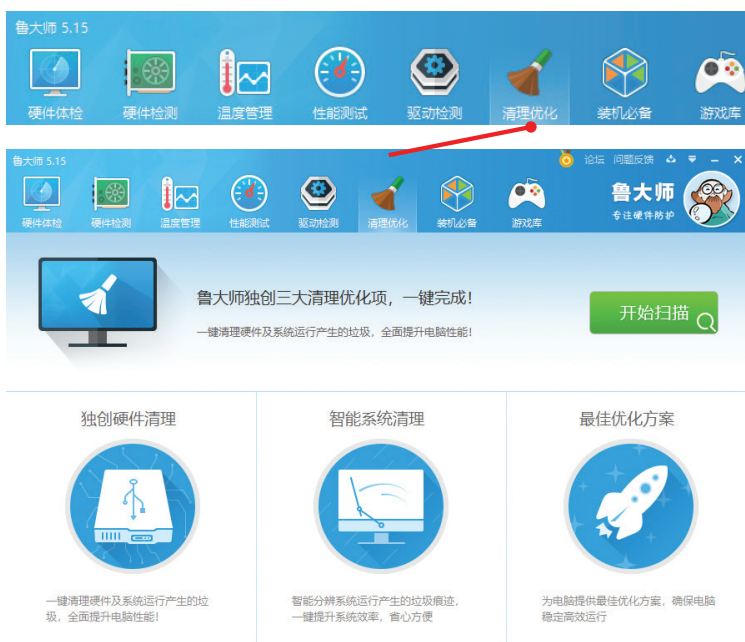 鲁大师 5.15
硬件体检 硬件检测 温度管理 性能测试 驱动检测 清理优化 装机必备 游戏库
鲁大师 5.15 论坛 问题反馈
硬件体检 硬件检测 温度管理 性能测试 驱动检测 清理优化 装机必备 游戏库
鲁大师
专注硬件防护
鲁大师独创三大清理优化项，一键完成！
一键清理硬件及系统运行产生的垃圾，全面提升电脑性能！
开始扫描
独创硬件清理 智能系统清理 最佳优化方案
一键清理硬件及系统运行产生的垃
圾，全面提升电脑性能！
智能分辨系统运行产生的垃圾痕迹，
一键提升系统效率，省心方便
为电脑提供最佳优化方案，确保电脑
稳定高效运行